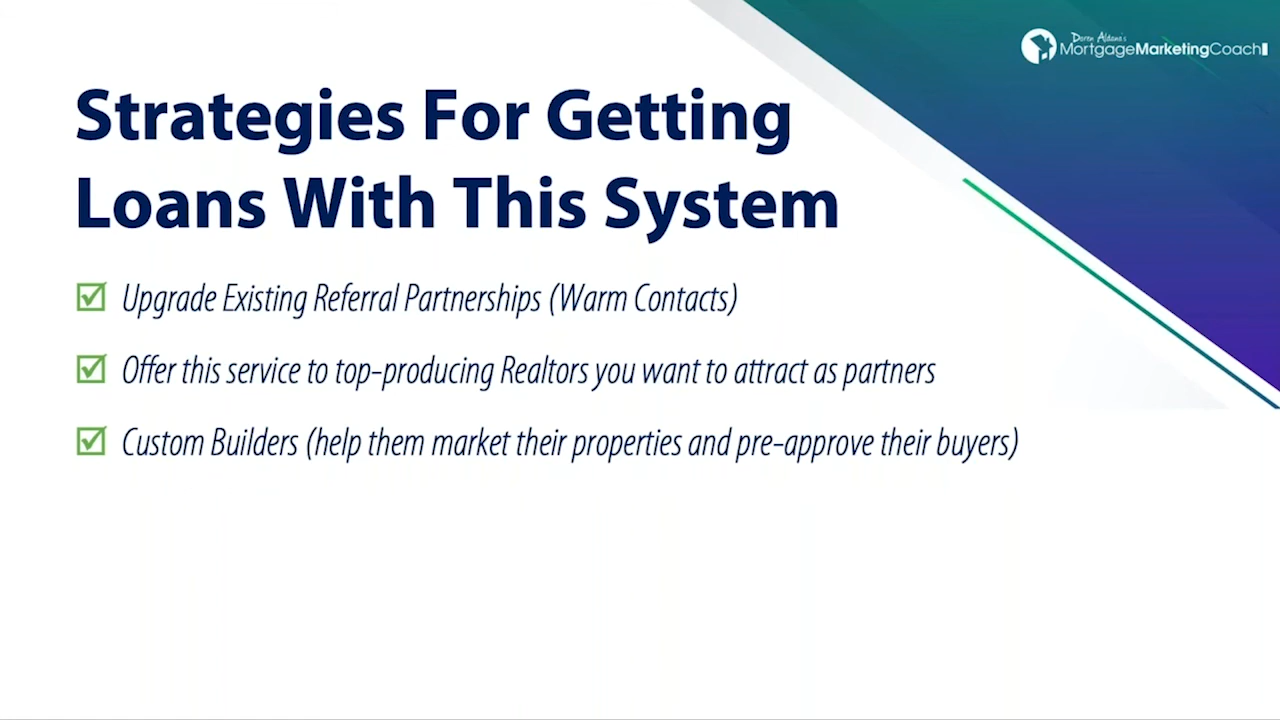 Doren Aldana's
MortgageMarketingCoach
Strategies For Getting
Loans With This System
Upgrade Existing Referral Partnerships (Warm Contacts)
Offer this service to top-producing Realtors you want to attract as partners
Custom Builders (help them market their properties and pre-approve their buyers)